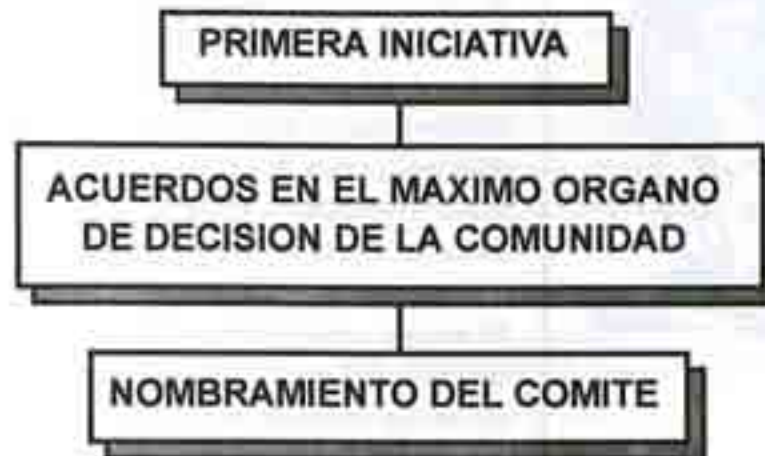 PRIMERA INICIATIVA
ACUERDOS EN EL MAXIMO ORGANO
DE DECISION DE LA COMUNIDAD
NOMBRAMIENTO DEL COMITE